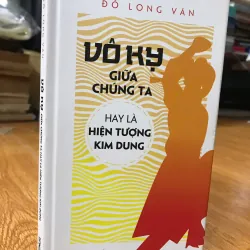 ĐỖ LONG VÂN
VÔ KỴ
GIỮA
CHÚNG TA
HAY LÀ
HIỆN TƯỢNG
KIM DUNG